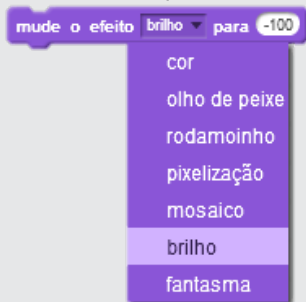 mude o efeito brilho para -100
cor
olho de peixe
rodamoinho
pixelização
mosaico
brilho
fantasma